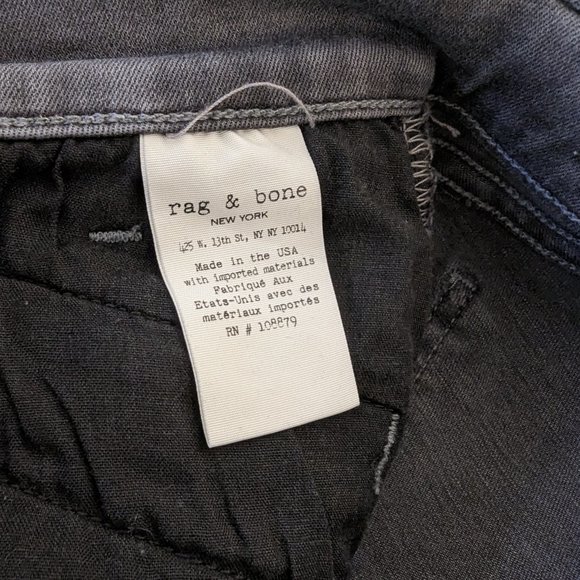 rag & bone
NEW YORK
425 W. 13th St, NY NY 10014
Made in the USA
with imported materials
Fabriqué Aux
Etats-Unis avec des
matériaux importés
RN # 108879